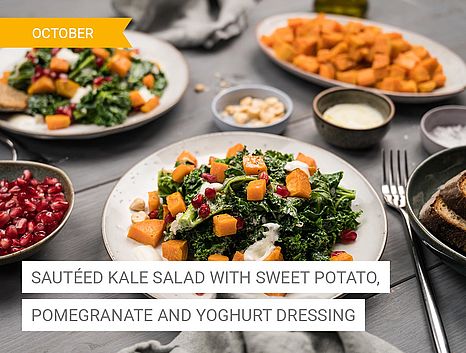 OCTOBER
SAUTÉED KALE SALAD WITH SWEET POTATO,
POMEGRANATE AND YOGHURT DRESSING